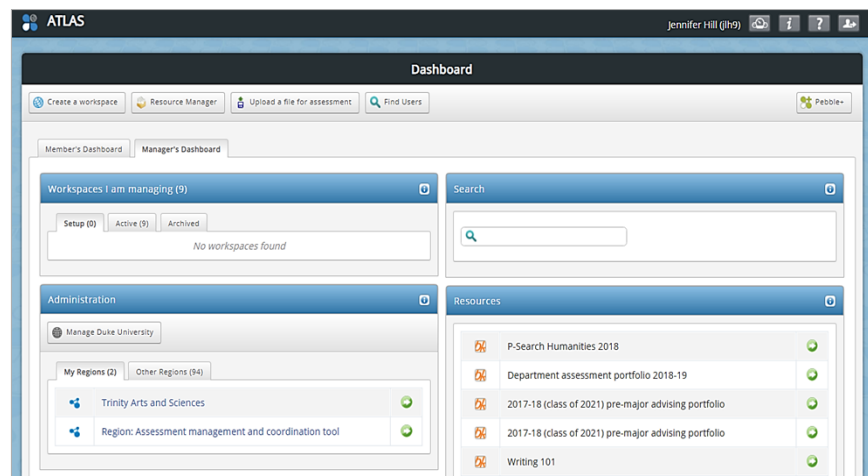 ATLAS
Jennifer Hill (jlh9)
Dashboard
Create a workspace
Resource Manager
Upload a file for assessment
Find Users
Pebble+
Member's Dashboard
Manager's Dashboard
Workspaces I am managing (9)
Setup (0)
Active (9)
Archived
No workspaces found
Search
Administration
Manage Duke University
My Regions (2)
Other Regions (94)
Trinity Arts and Sciences
Region: Assessment management and coordination tool
Resources
P-Search Humanities 2018
Department assessment portfolio 2018-19
2017-18 (class of 2021) pre-major advising portfolio
2017-18 (class of 2021) pre-major advising portfolio
Writing 101